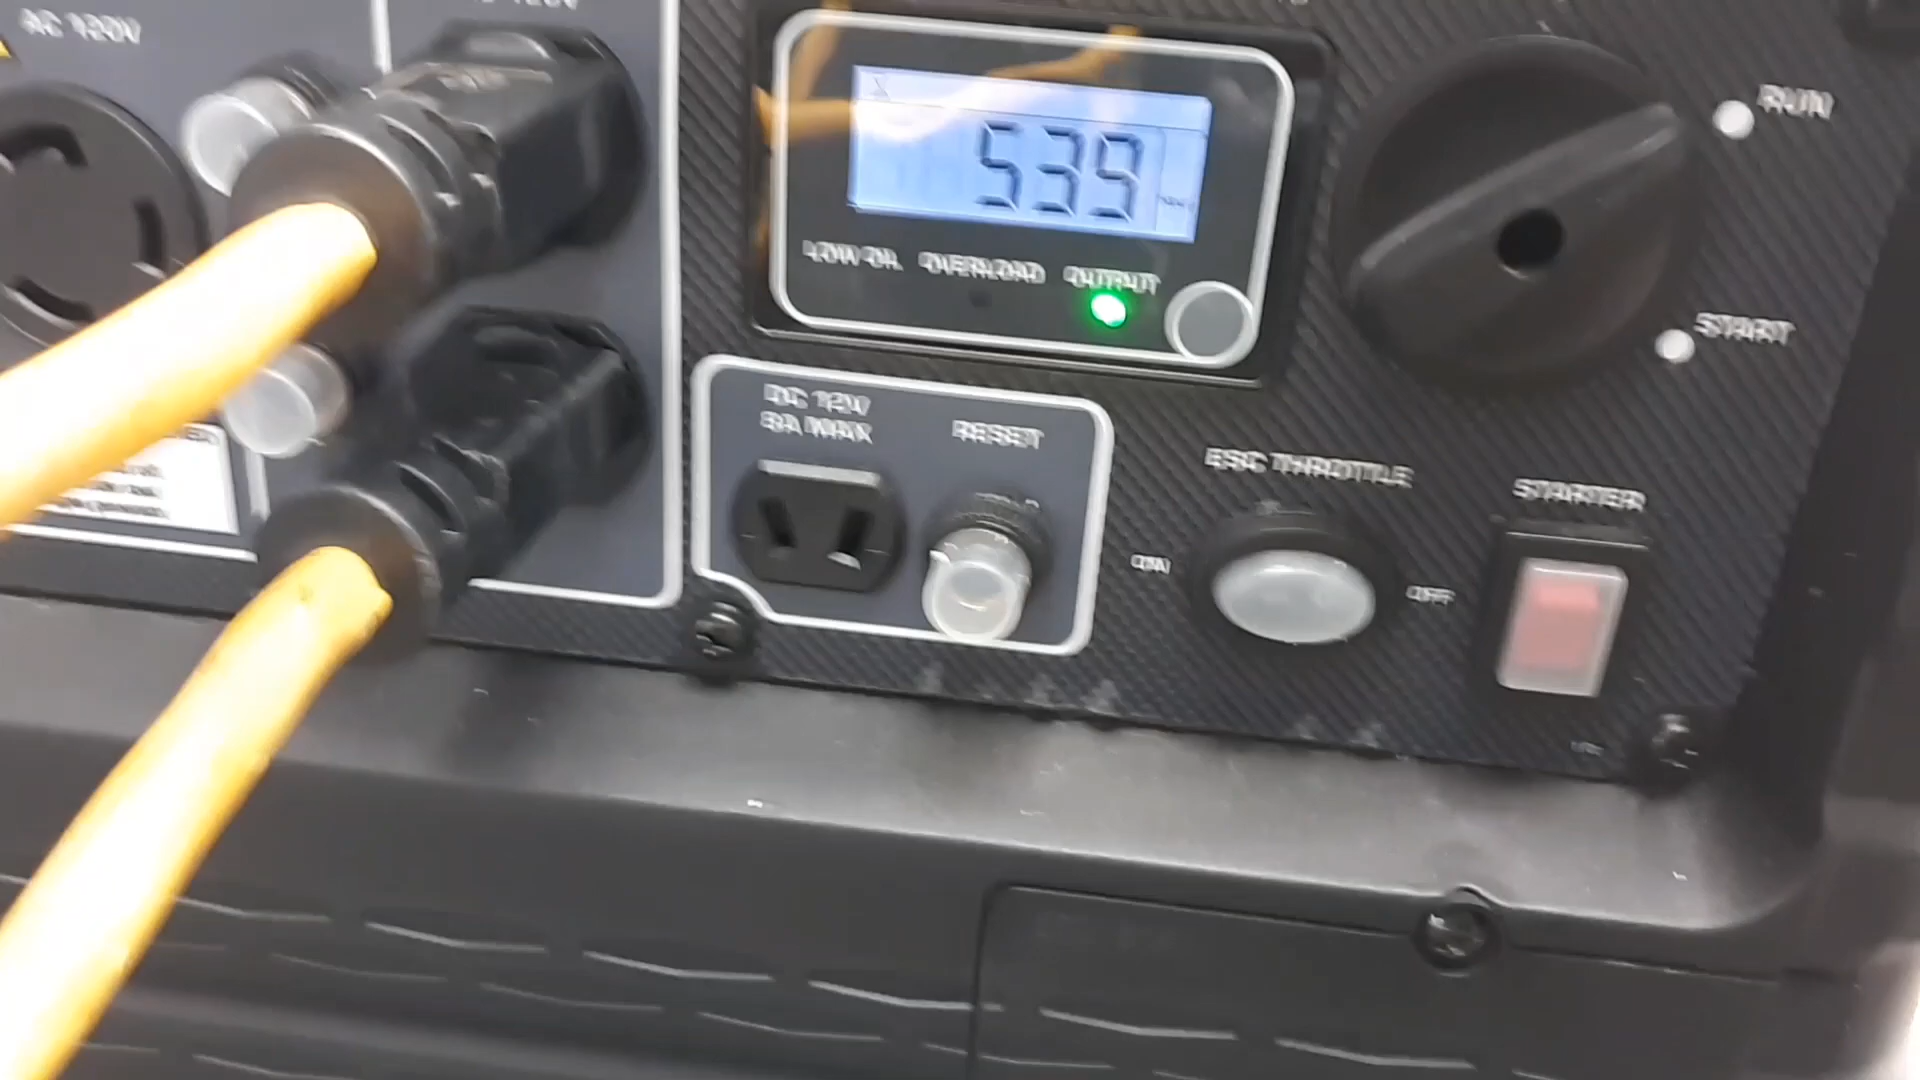 AC 120V
120V
RUN
539
LOW OIL OVERLOAD OUTPUT
START
DC 12V
8A MAX
RESET
ESC THROTTLE
STARTER
ON
OFF